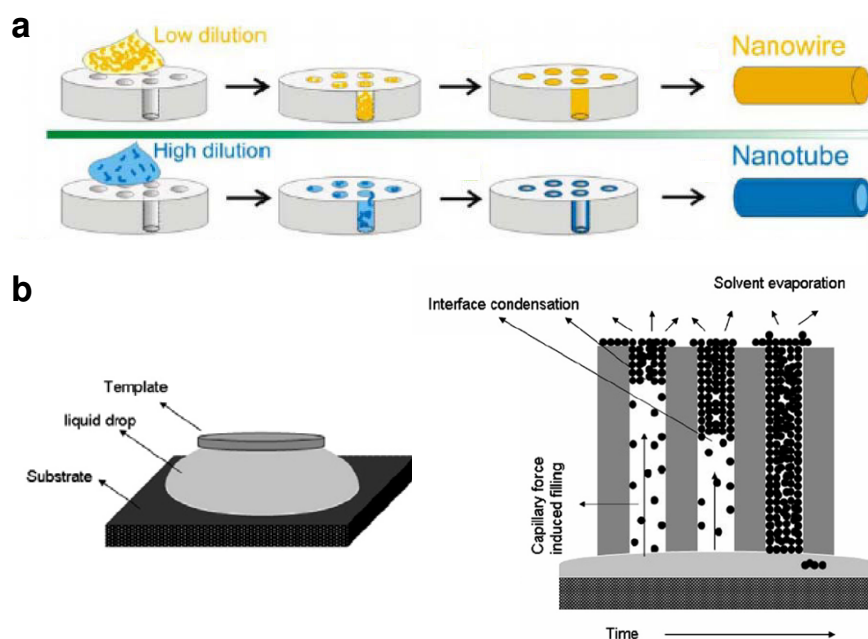 a
Low dilution
Nanowire
High dilution
Nanotube
b
Template
liquid drop
Substrate
Solvent evaporation
Interface condensation
Capillary force
induced filling
Time